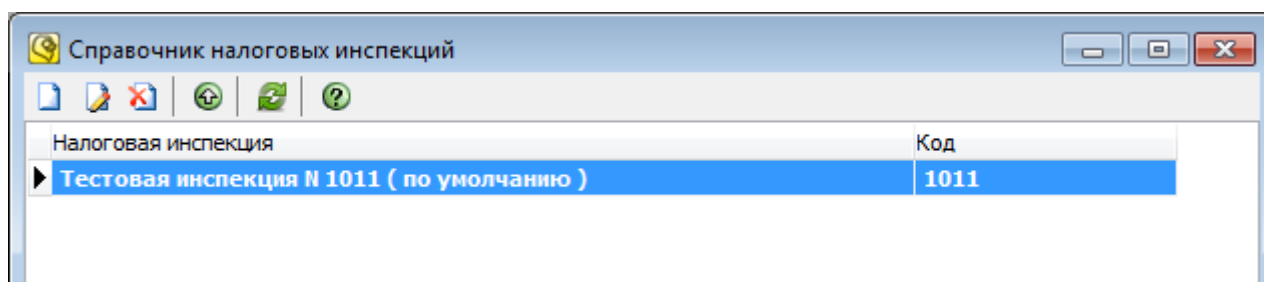 Справочник налоговых инспекций
Налоговая инспекция Код
Тестовая инспекция N 1011 ( по умолчанию ) 1011